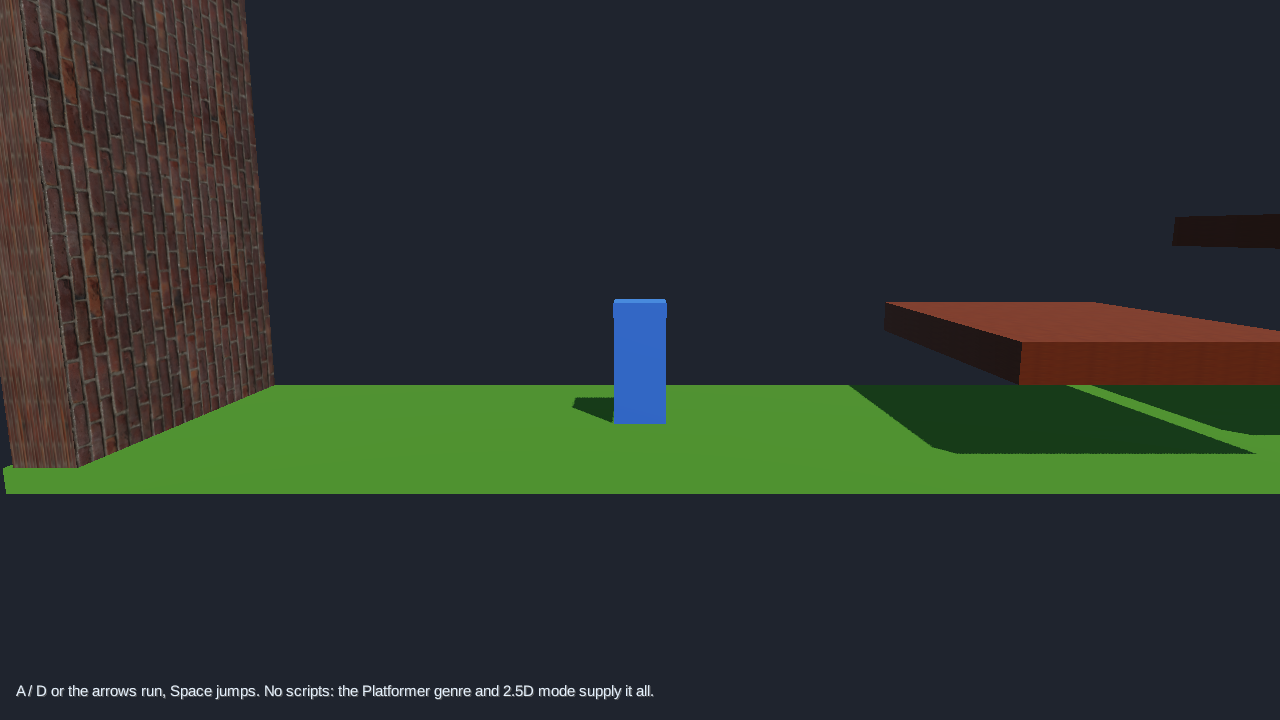 A / D or the arrows run, Space jumps. No scripts: the Platformer genre and 2.5D mode supply it all.